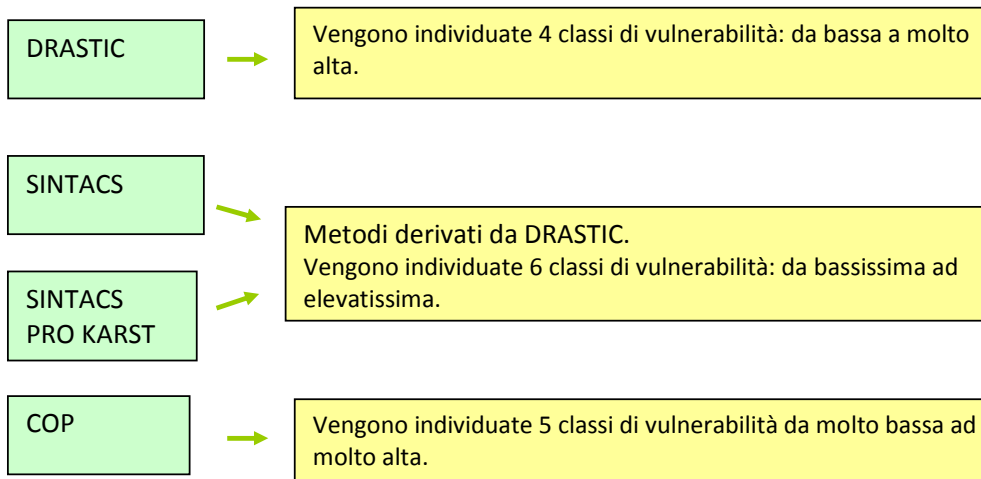 DRASTIC
Vengono individuate 4 classi di vulnerabilità: da bassa a molto
alta.
SINTACS
Metodi derivati da DRASTIC.
Vengono individuate 6 classi di vulnerabilità: da bassissima ad
elevatissima.
SINTACS
PRO KARST
COP
Vengono individuate 5 classi di vulnerabilità da molto bassa ad
molto alta.